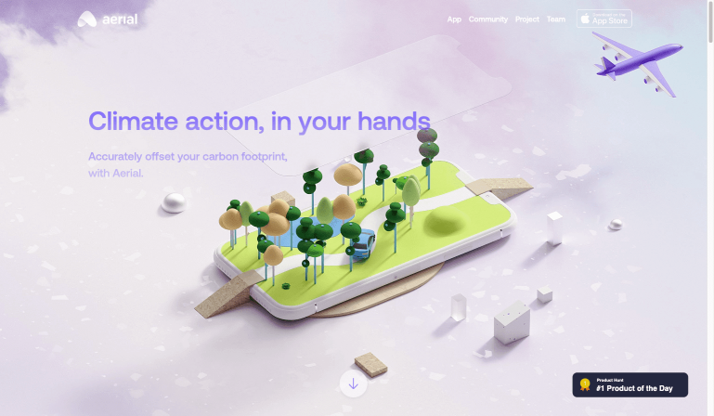 aerial
App Community Project Team
Download on the
App Store
Climate action, in your hands
Accurately offset your carbon footprint,
with Aerial.
Product Hunt
#1 Product of the Day